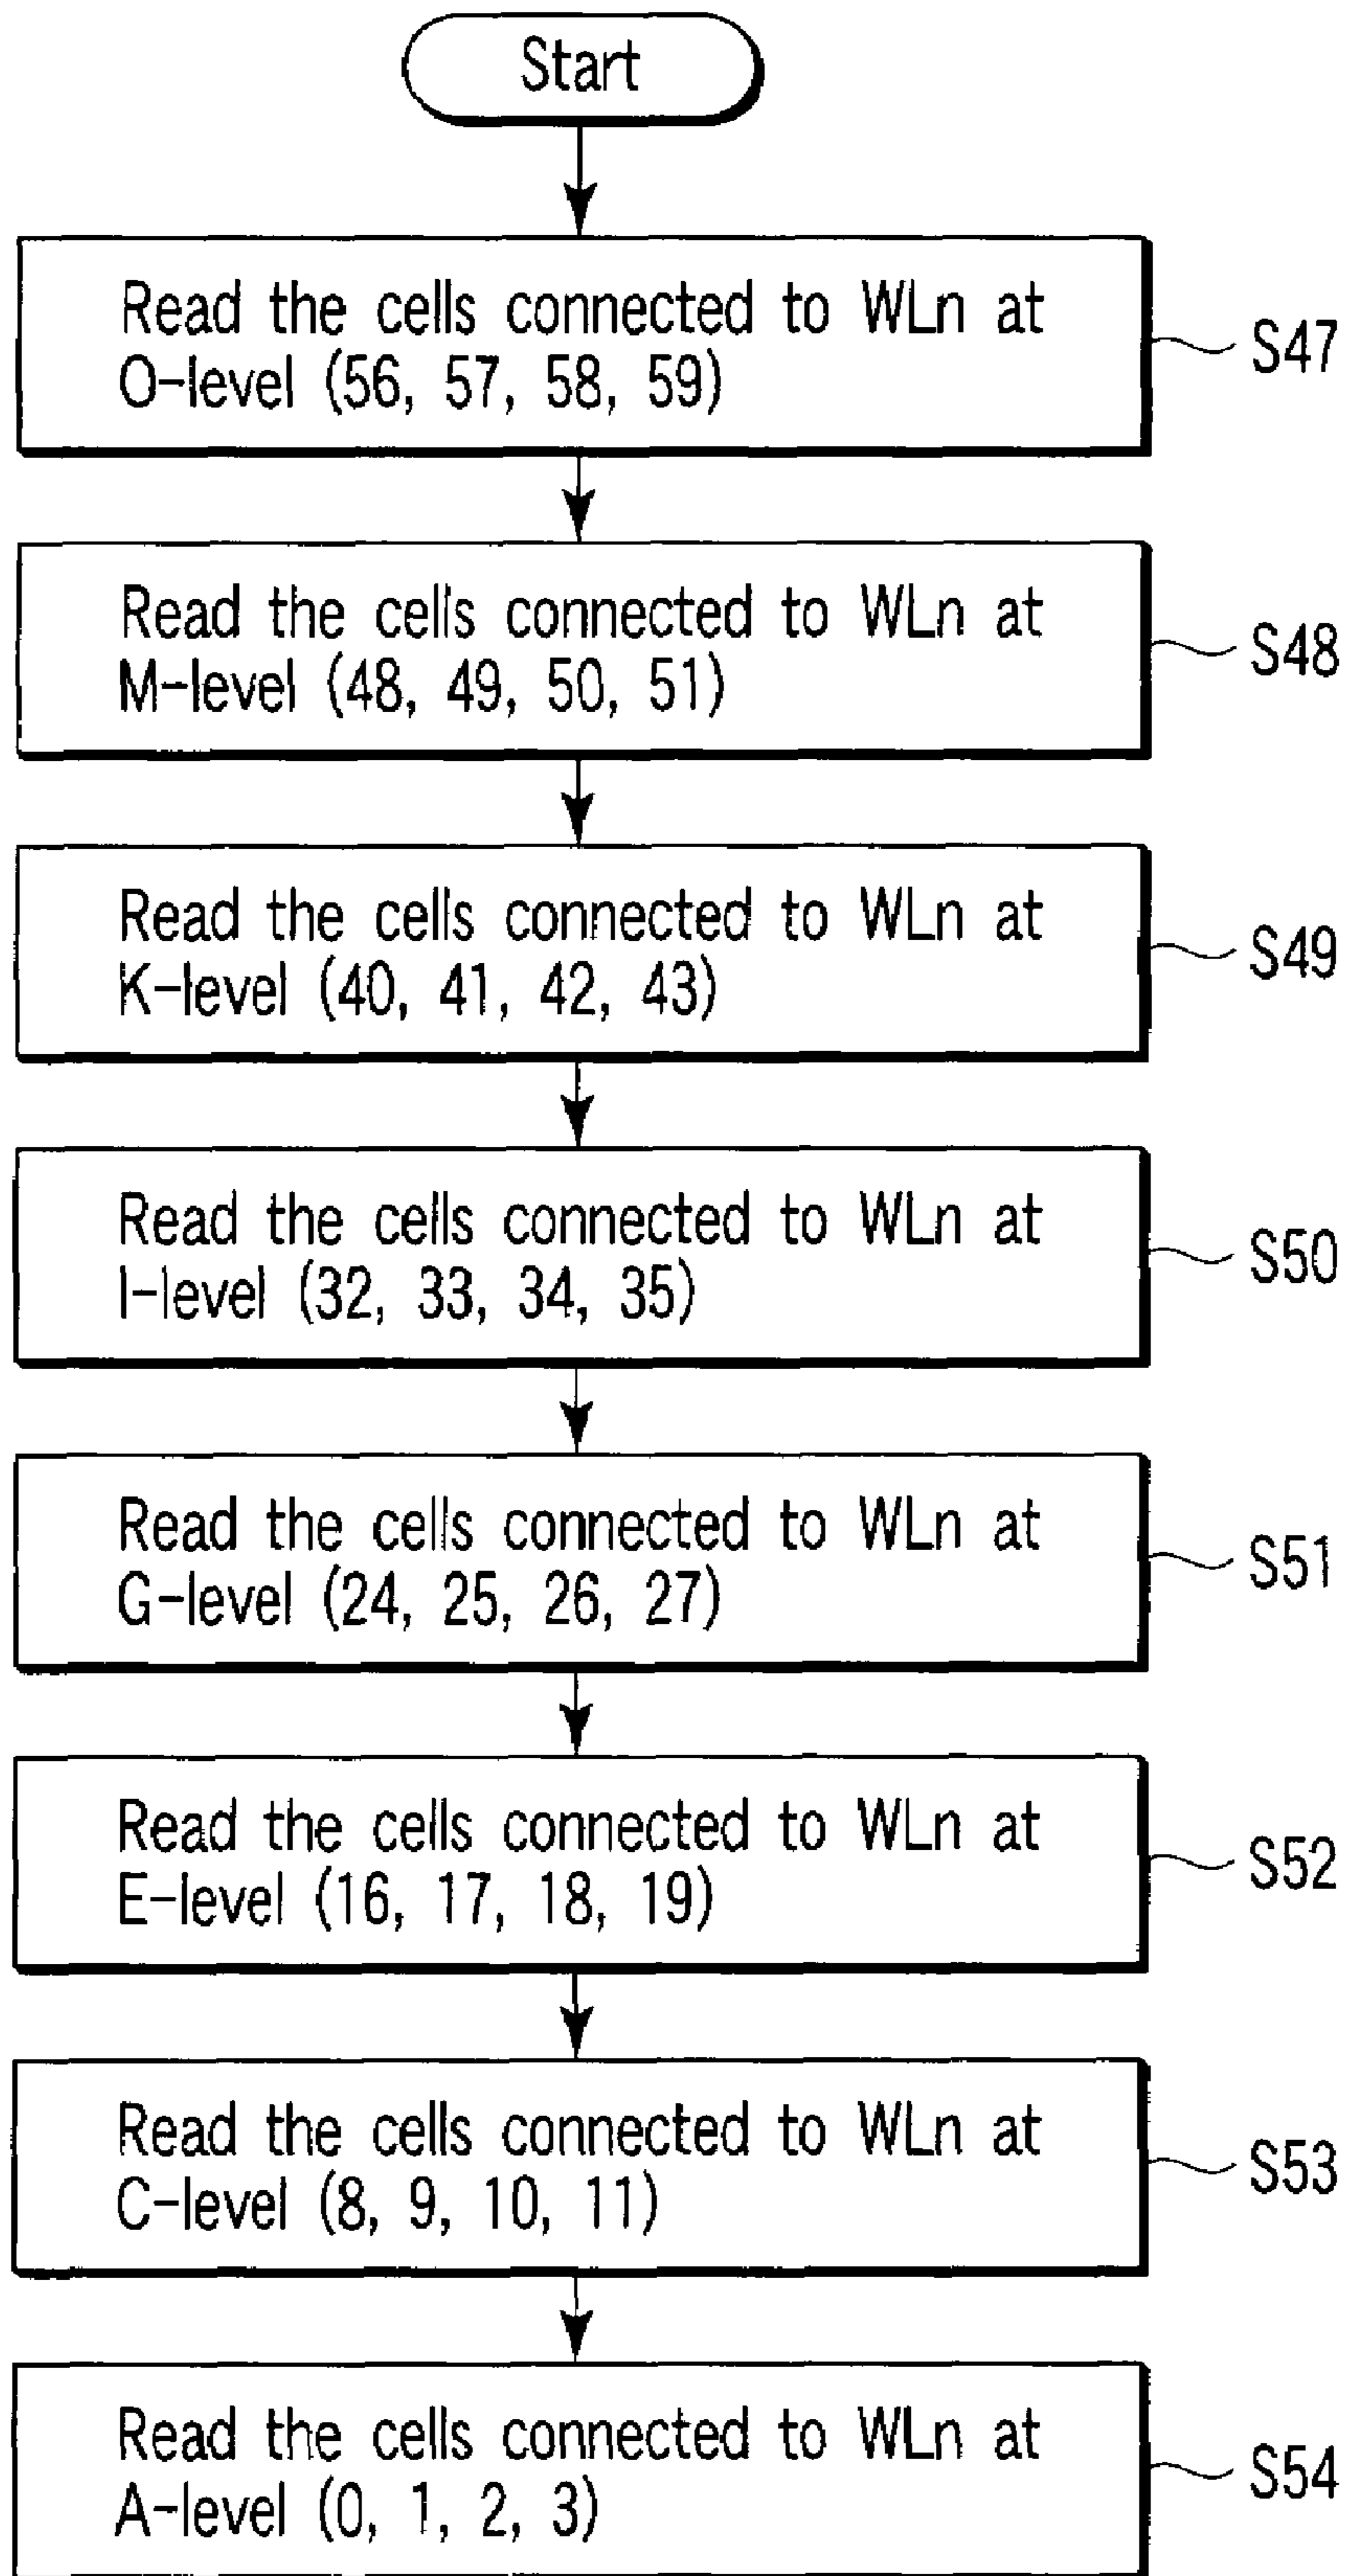 Start
Read the cells connected to WLn at
O-level (56, 57, 58, 59)
S47
Read the cells connected to WLn at
M-level (48, 49, 50, 51)
S48
Read the cells connected to WLn at
K-level (40, 41, 42, 43)
S49
Read the cells connected to WLn at
I-level (32, 33, 34, 35)
S50
Read the cells connected to WLn at
G-level (24, 25, 26, 27)
S51
Read the cells connected to WLn at
E-level (16, 17, 18, 19)
S52
Read the cells connected to WLn at
C-level (8, 9, 10, 11)
S53
Read the cells connected to WLn at
A-level (0, 1, 2, 3)
S54